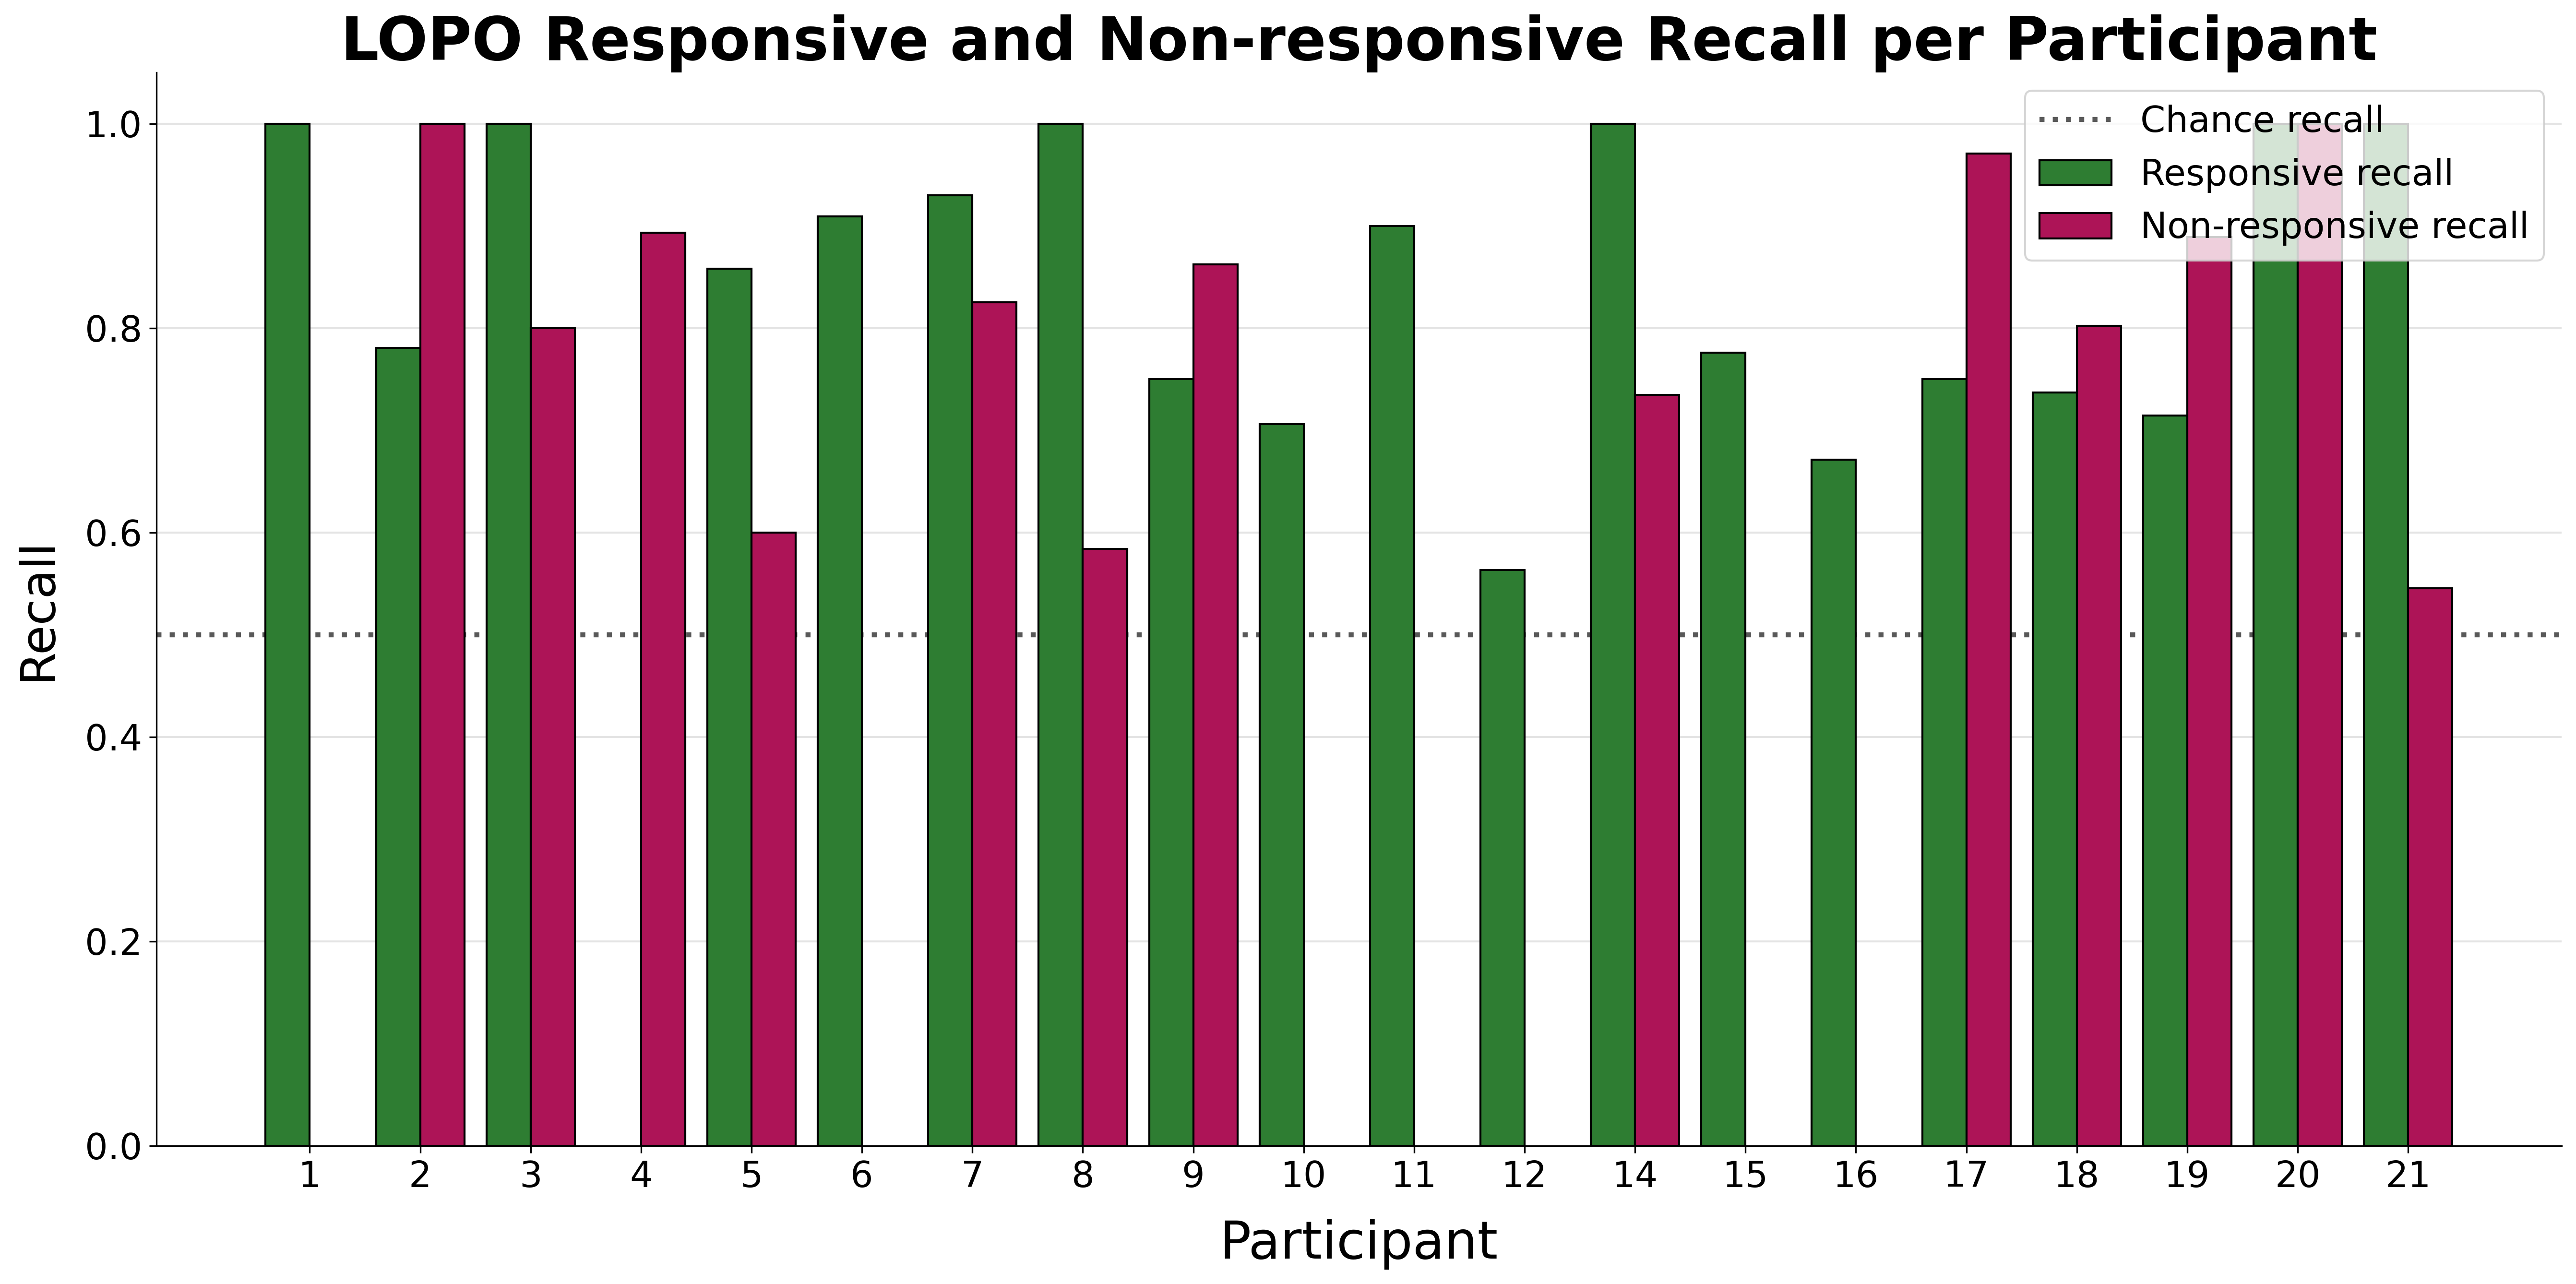 LOPO Responsive and Non-responsive Recall per Participant
Chance recall
Responsive recall
Non-responsive recall
1.0
0.8
0.6
0.4
0.2
0.0
Recall
1 2 3 4 5 6 7 8 9 10 11 12 14 15 16 17 18 19 20 21
Participant